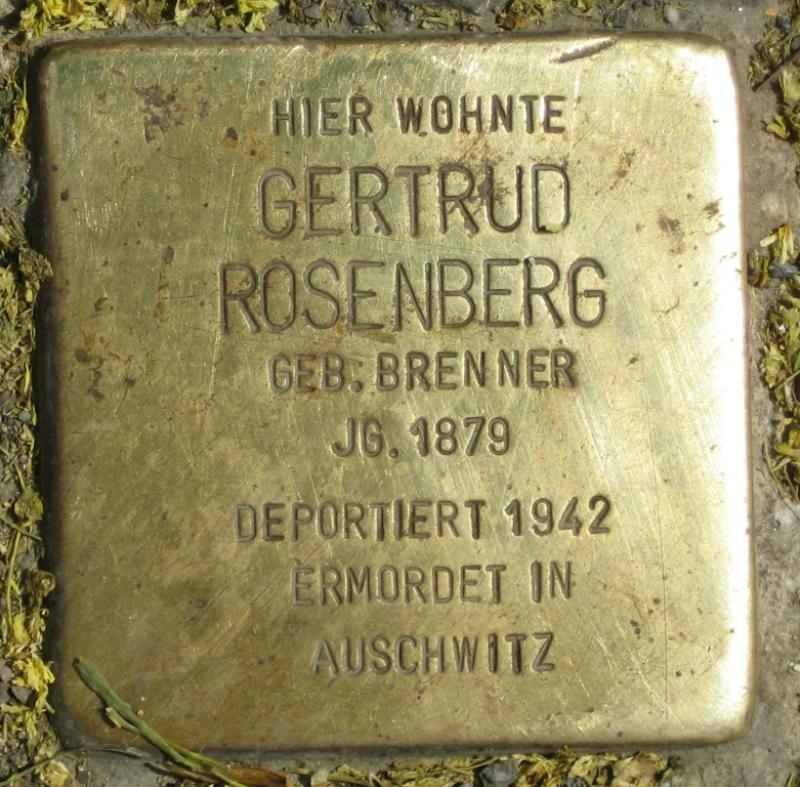 HIER WOHNTE
GERTRUD
ROSENBERG
GEB. BRENNER
JG. 1879
DEPORTIERT 1942
ERMORDET IN
AUSCHWITZ